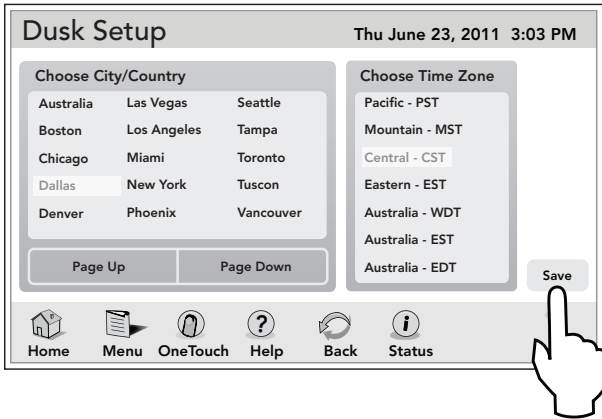 Dusk Setup
Thu June 23, 2011 3:03 PM
Choose City/Country
Australia Las Vegas Seattle
Boston Los Angeles Tampa
Chicago Miami Toronto
Dallas New York Tuscon
Denver Phoenix Vancouver
Page Up Page Down
Choose Time Zone
Pacific - PST
Mountain - MST
Central - CST
Eastern - EST
Australia - WDT
Australia - EST
Australia - EDT
Save
? i
Home Menu OneTouch Help Back Status